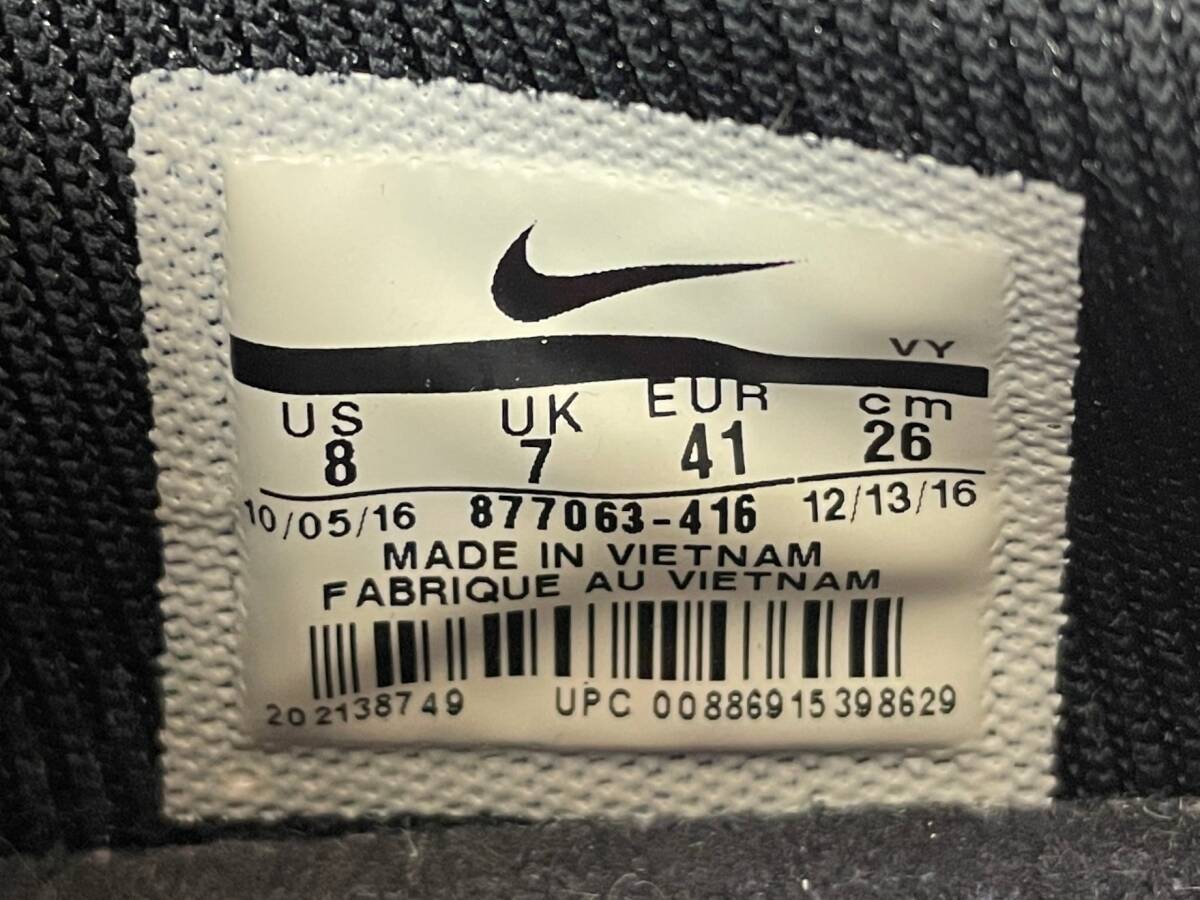 VY
US UK EUR cm
8 7 41 26
10/05/16 877063-416 12/13/16
MADE IN VIETNAM
FABRIQUE AU VIETNAM
202138749 UPC 00886915398629